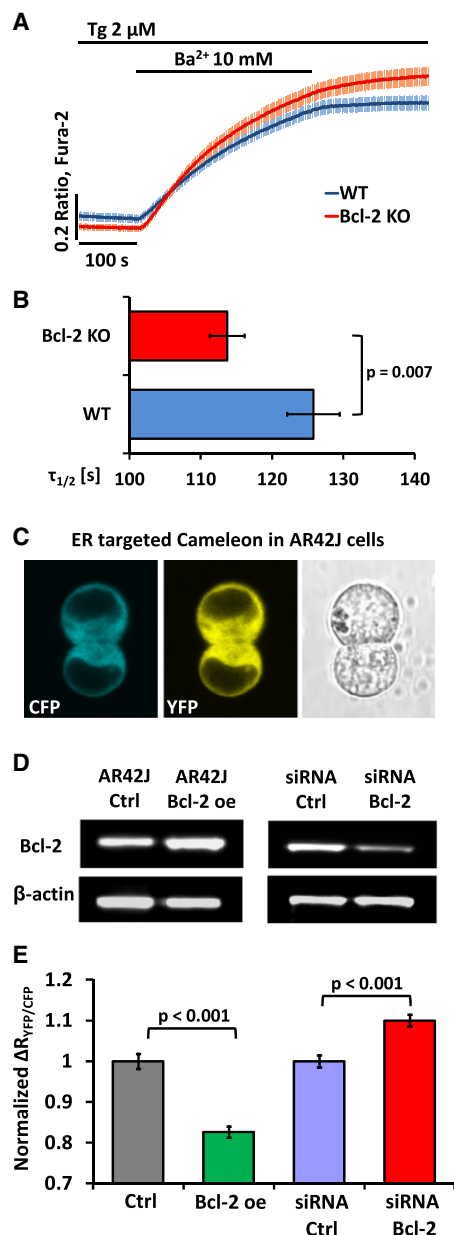 A
Tg 2 μM
Ba²⁺ 10 mM
0.2 Ratio, Fura-2
WT
Bcl-2 KO
100 s
B
Bcl-2 KO
p = 0.007
WT
τ1/2 [s]
100 110 120 130 140
C
ER targeted Cameleon in AR42J cells
CFP
YFP
D
AR42J Ctrl
AR42J Bcl-2 oe
siRNA Ctrl
siRNA Bcl-2
Bcl-2
β-actin
E
Normalized ΔR YFP/CFP
1.2
1.1
1
0.9
0.8
0.7
p < 0.001
p < 0.001
Ctrl
Bcl-2 oe
siRNA Ctrl
siRNA Bcl-2